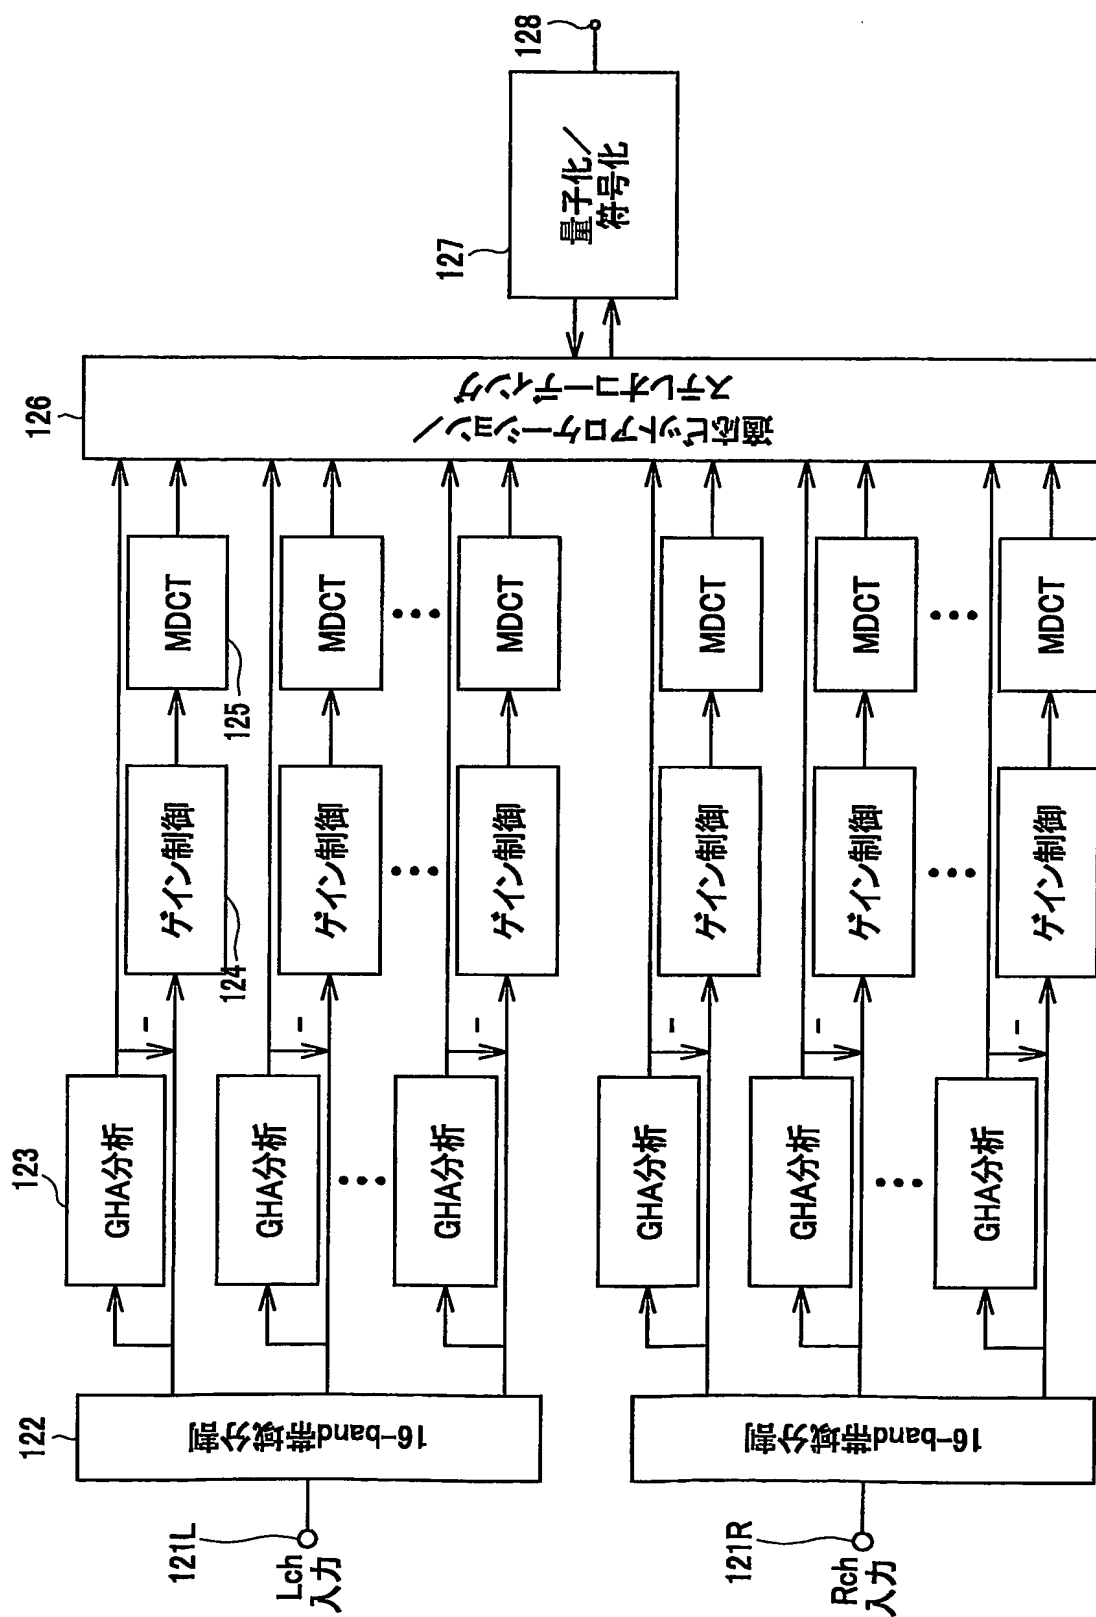 121L
Lch
入力
122
16-band帯域分割
123
GHA分析
124
ゲイン制御
125
MDCT
GHA分析
ゲイン制御
MDCT
GHA分析
ゲイン制御
MDCT
121R
Rch
入力
16-band帯域分割
GHA分析
ゲイン制御
MDCT
GHA分析
ゲイン制御
MDCT
GHA分析
ゲイン制御
MDCT
126
適応ビットアロケーション/
ステレオコーディング
127
量子化/
符号化
128